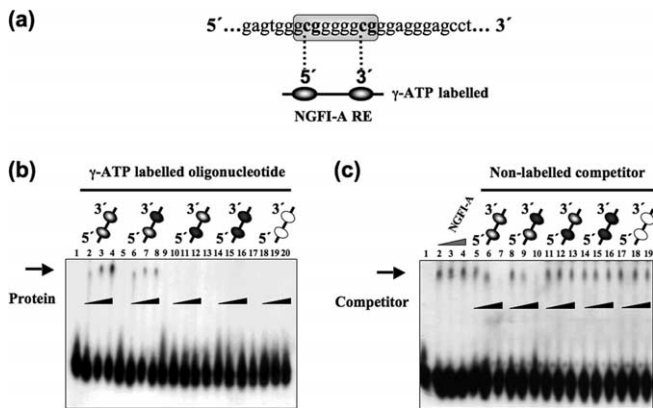 (a)
5´…gagtgggcgggggcgggagggagcct… 3´
5´ 3´
γ-ATP labelled
NGFI-A RE
(b)
γ-ATP labelled oligonucleotide
3´ 3´ 3´ 3´ 3´
5´ 5´ 5´ 5´ 5´
1 2 3 4 5 6 7 8 9 10 11 12 13 14 15 16 17 18 19 20
Protein
(c)
Non-labelled competitor
NGFI-A
3´ 3´ 3´ 3´ 3´
5´ 5´ 5´ 5´ 5´
1 2 3 4 5 6 7 8 9 10 11 12 13 14 15 16 17 18 19
Competitor